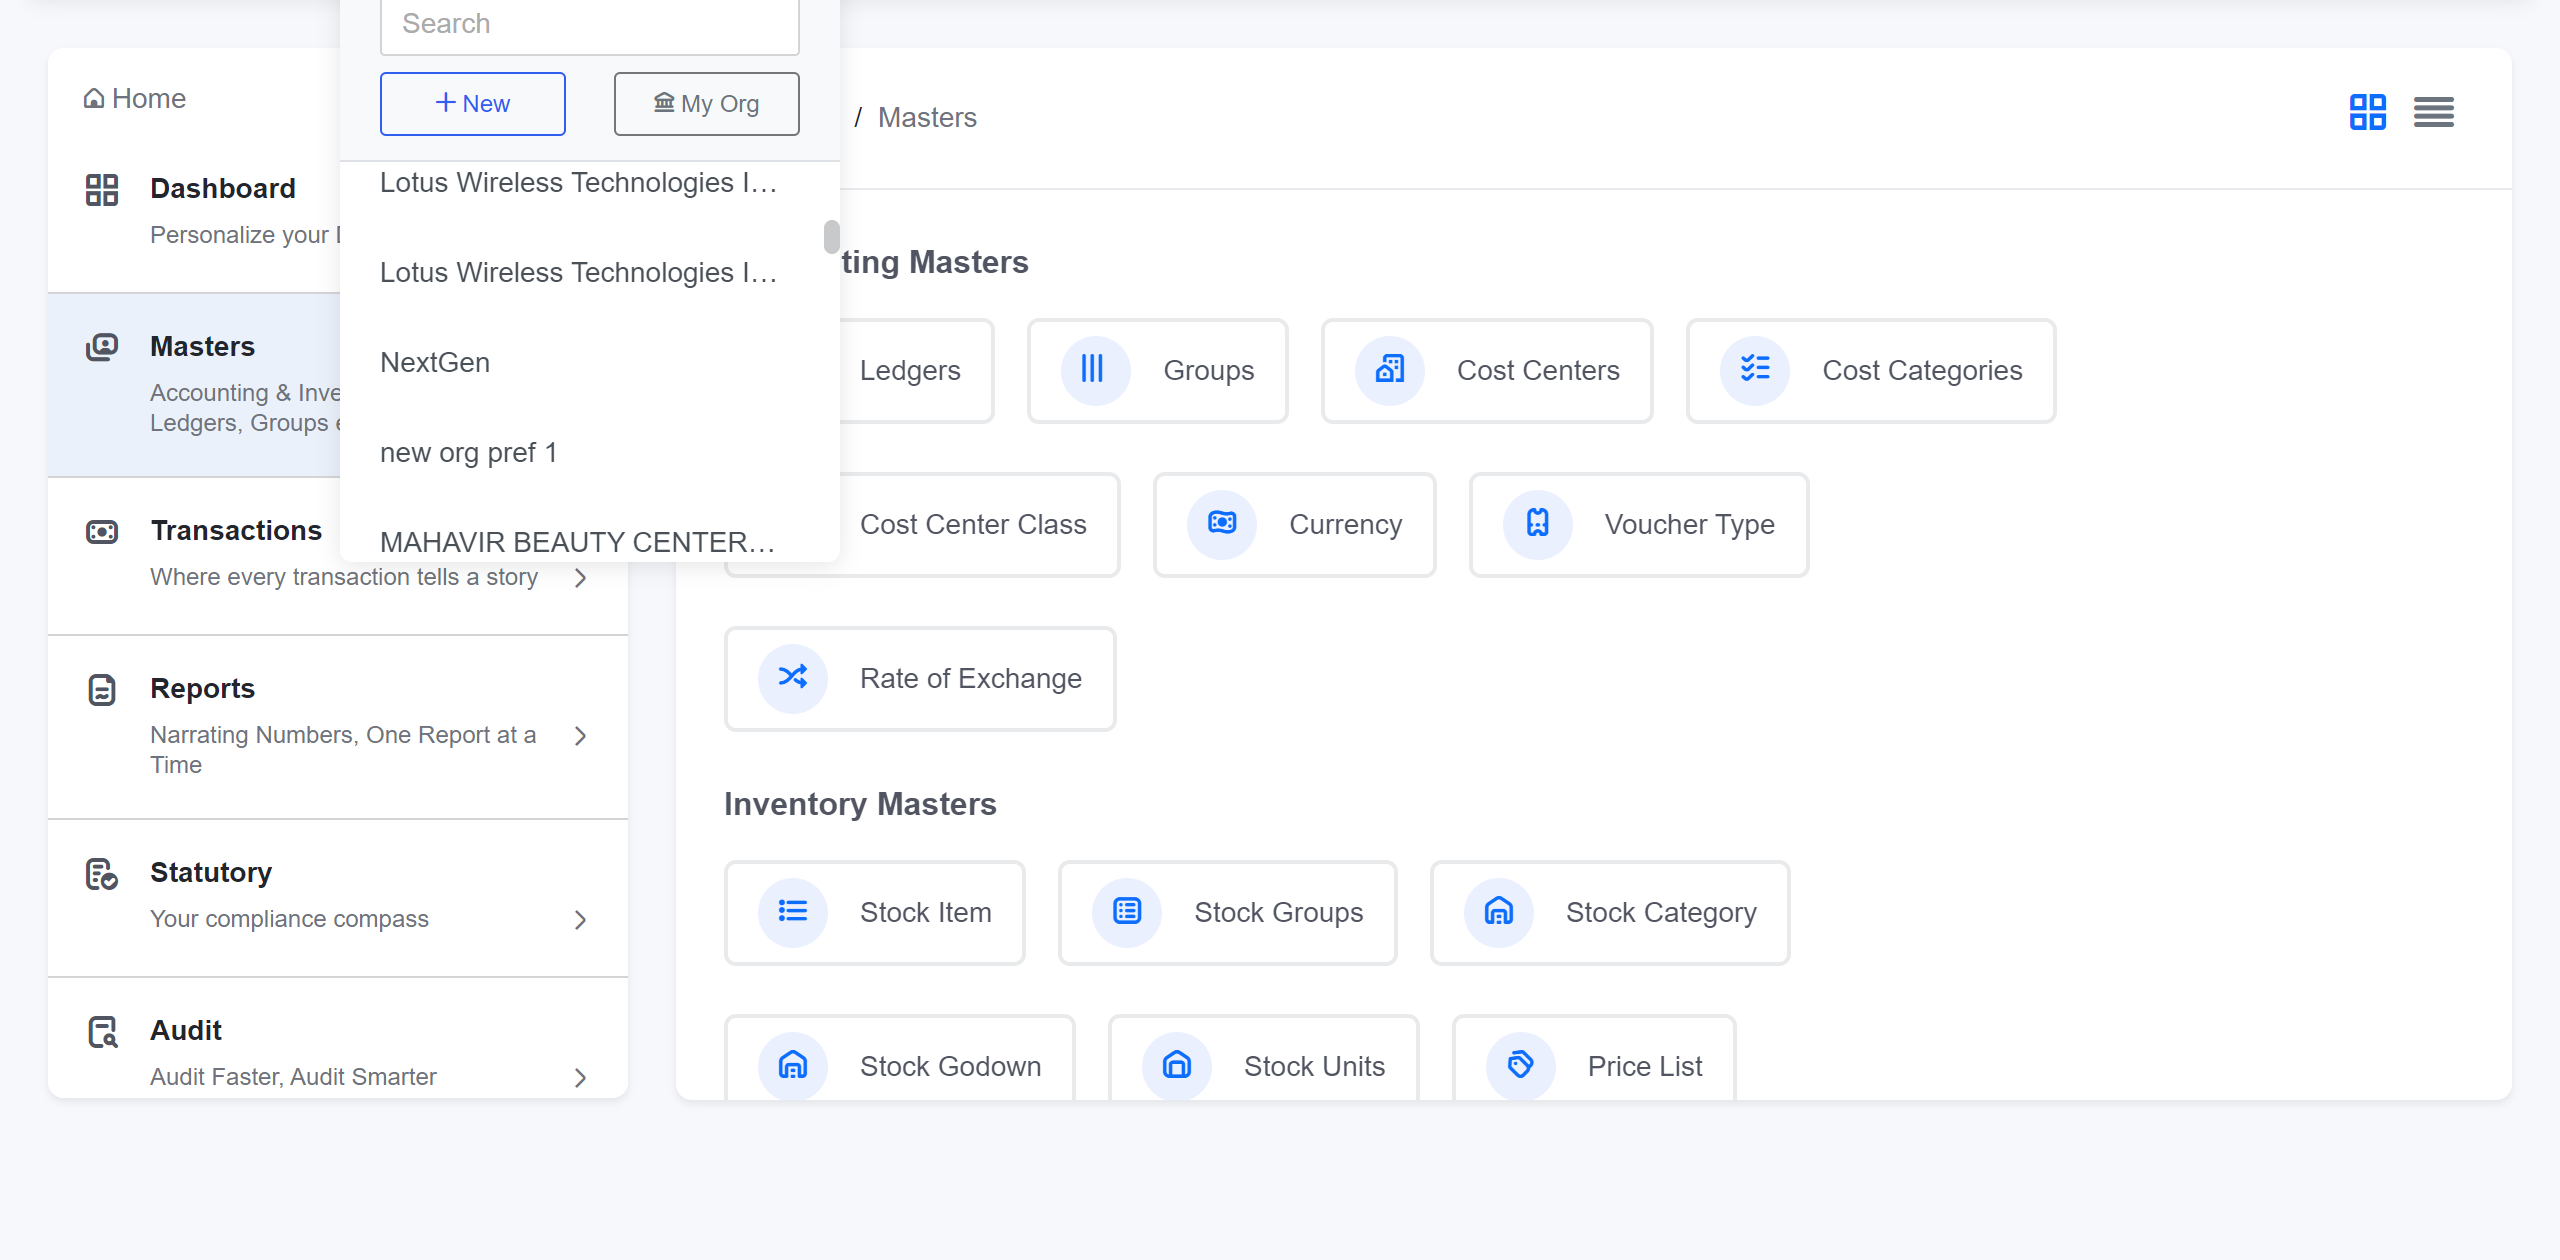 Search
New
My Org
Lotus Wireless Technologies I...
Lotus Wireless Technologies I...
NextGen
new org pref 1
MAHAVIR BEAUTY CENTER...
Home
Dashboard
Personalize your
Masters
Accounting & Inve
Ledgers, Groups e
Transactions
Where every transaction tells a story
Reports
Narrating Numbers, One Report at a
Time
Statutory
Your compliance compass
Audit
Audit Faster, Audit Smarter
/ Masters
ting Masters
Ledgers
Groups
Cost Centers
Cost Categories
Cost Center Class
Currency
Voucher Type
Rate of Exchange
Inventory Masters
Stock Item
Stock Groups
Stock Category
Stock Godown
Stock Units
Price List